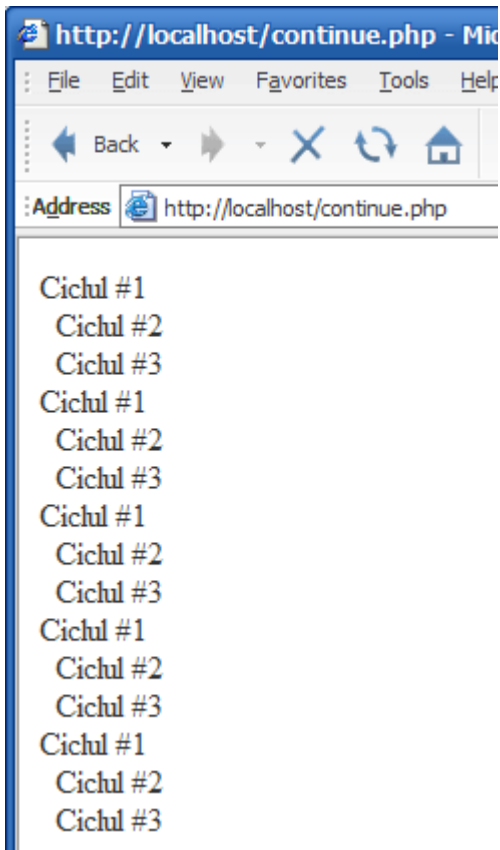 http://localhost/continue.php - Mic
File Edit View Favorites Tools Help
Back
Address http://localhost/continue.php
Ciclul #1
Ciclul #2
Ciclul #3
Ciclul #1
Ciclul #2
Ciclul #3
Ciclul #1
Ciclul #2
Ciclul #3
Ciclul #1
Ciclul #2
Ciclul #3
Ciclul #1
Ciclul #2
Ciclul #3